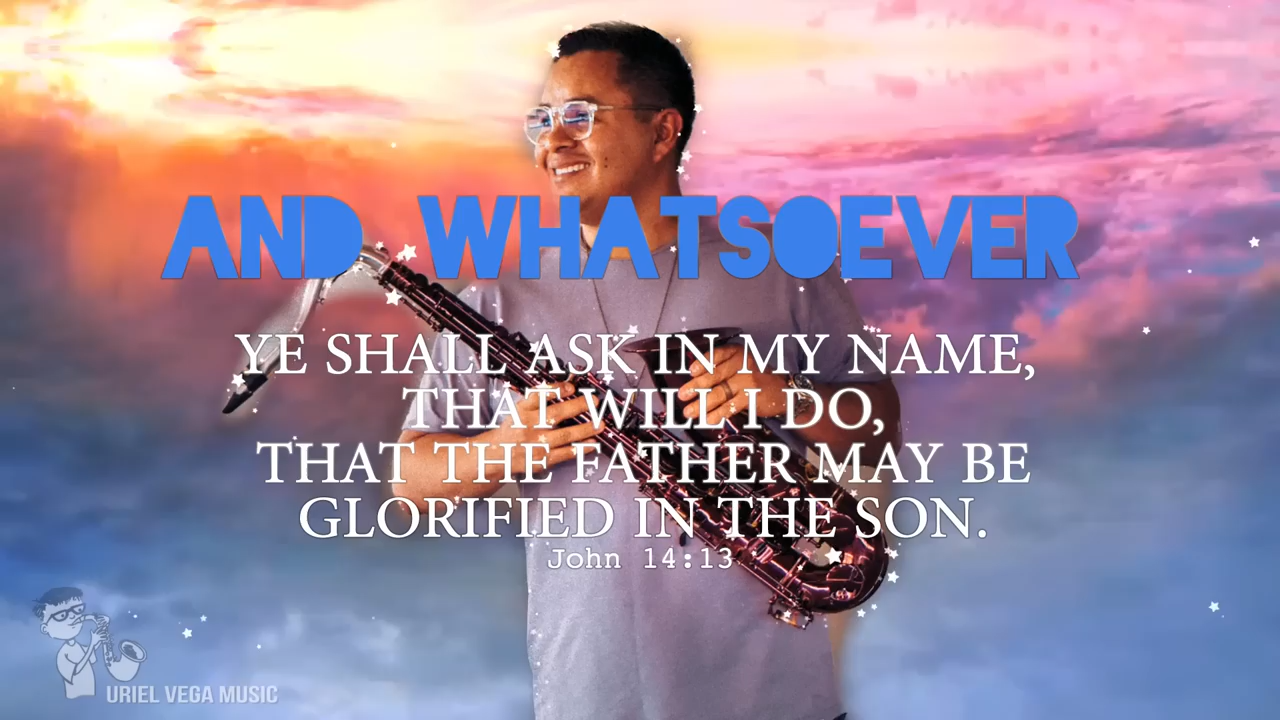 AND WHATSOEVER
YE SHALL ASK IN MY NAME,
THAT WILL I DO,
THAT THE FATHER MAY BE
GLORIFIED IN THE SON.
John 14:13
URIEL VEGA MUSIC